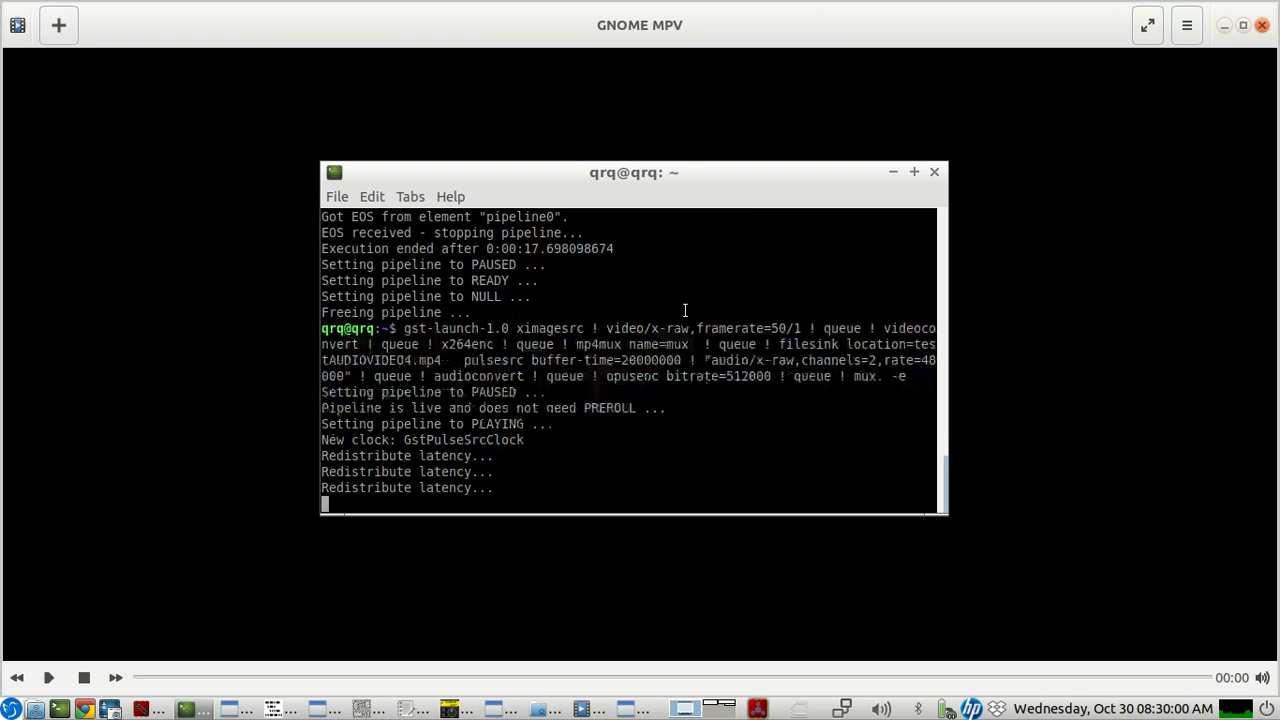 GNOME MPV
qrq@qrq: ~
File Edit Tabs Help
Got EOS from element "pipeline0".
EOS received - stopping pipeline...
Execution ended after 0:00:17.698098674
Setting pipeline to PAUSED ...
Setting pipeline to READY ...
Setting pipeline to NULL ...
Freeing pipeline ...
qrq@qrq:~$ gst-launch-1.0 ximagesrc ! video/x-raw,framerate=50/1 ! queue ! videoco
nvert ! queue ! x264enc ! queue ! mp4mux name=mux  ! queue ! filesink location=tes
tAUDIOVIDEO4.mp4   pulsesrc buffer-time=20000000 ! "audio/x-raw,channels=2,rate=48
000" ! queue ! audioconvert ! queue ! opusenc bitrate=512000 ! queue ! mux. -e
Setting pipeline to PAUSED ...
Pipeline is live and does not need PREROLL ...
Setting pipeline to PLAYING ...
New clock: GstPulseSrcClock
Redistribute latency...
Redistribute latency...
Redistribute latency...
00:00
... ... ... ... ... ... ... ... ... ... ... ... ... Wednesday, Oct 30 08:30:00 AM